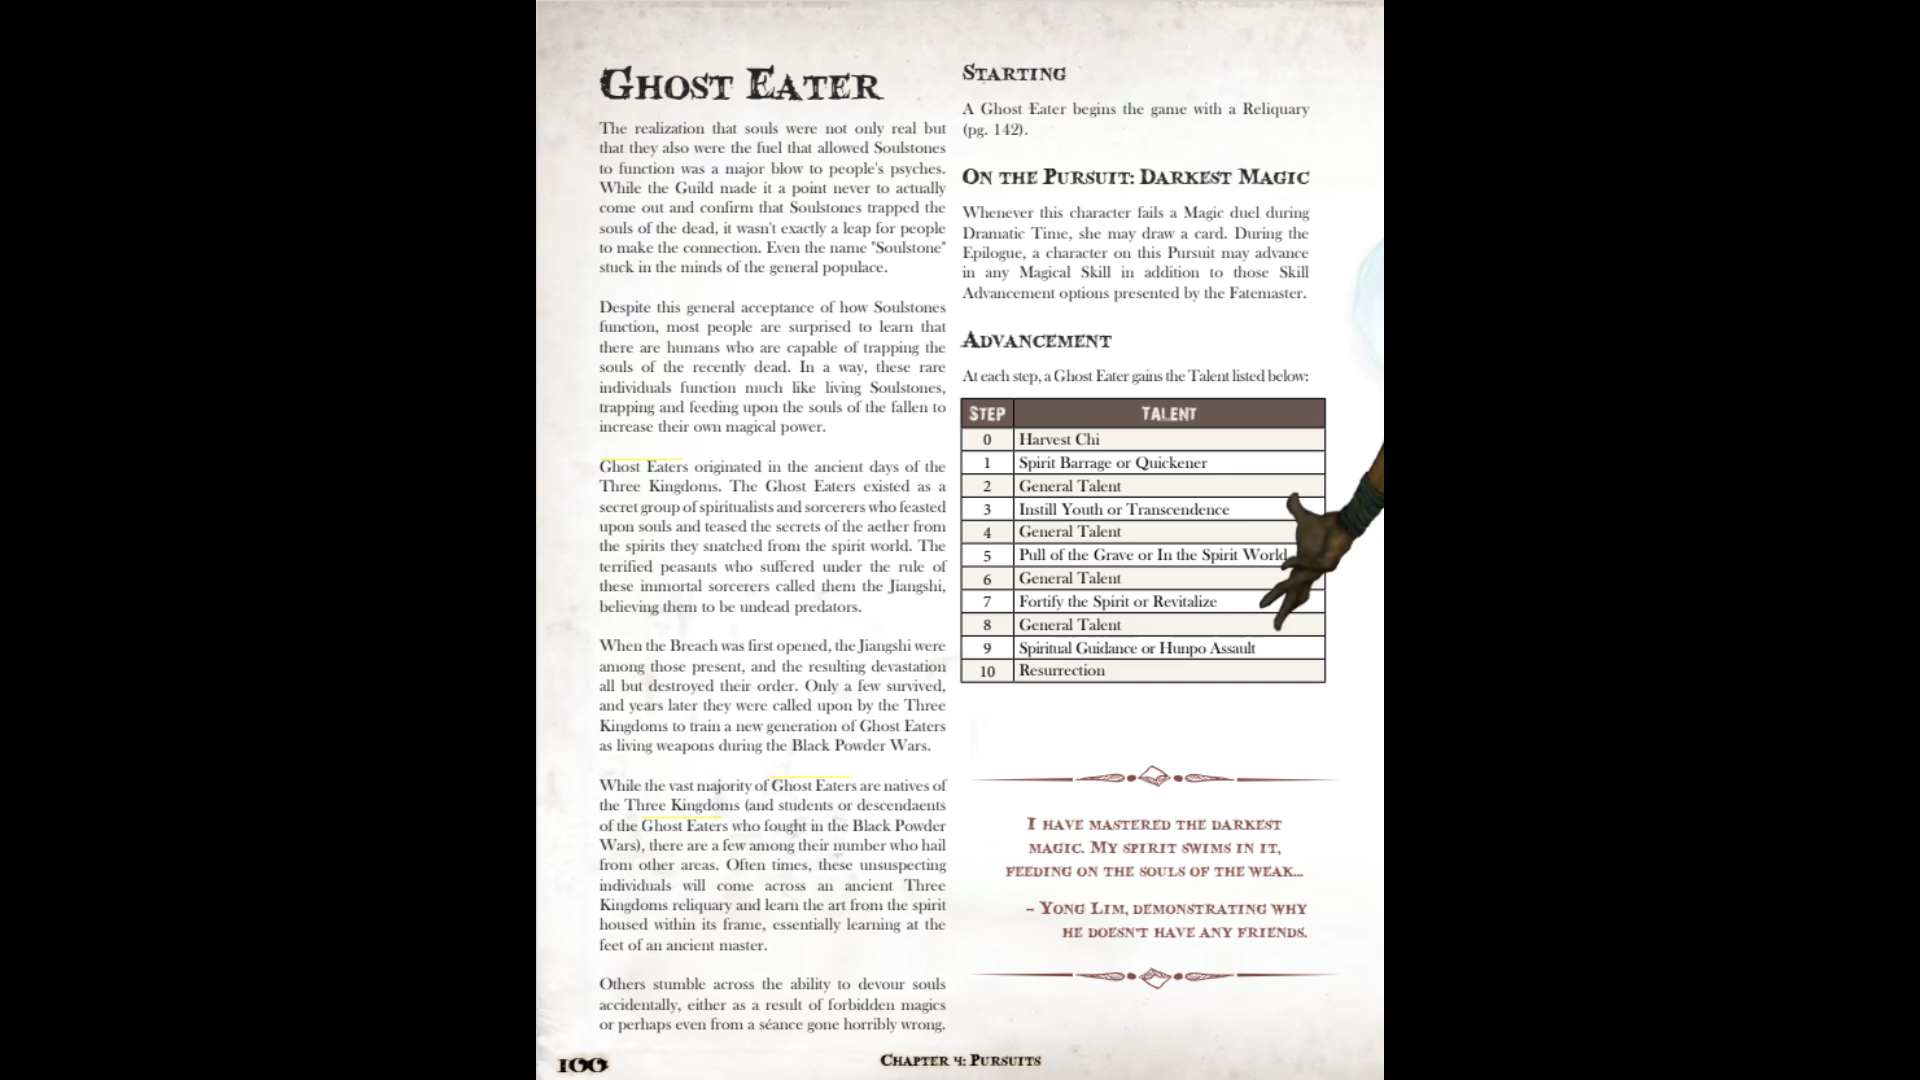 Ghost Eater
The realization that souls were not only real but
that they also were the fuel that allowed Soulstones
to function was a major blow to people's psyches.
While the Guild made it a point never to actually
come out and confirm that Soulstones trapped the
souls of the dead, it wasn't exactly a leap for people
to make the connection. Even the name "Soulstone"
stuck in the minds of the general populace.
Despite this general acceptance of how Soulstones
function, most people are surprised to learn that
there are humans who are capable of trapping the
souls of the recently dead. In a way, these rare
individuals function much like living Soulstones,
trapping and feeding upon the souls of the fallen to
increase their own magical power.
Ghost Eaters originated in the ancient days of the
Three Kingdoms. The Ghost Eaters existed as a
secret group of spiritualists and sorcerers who feasted
upon souls and teased the secrets of the aether from
the spirits they snatched from the spirit world. The
terrified peasants who suffered under the rule of
these immortal sorcerers called them the Jiangshi,
believing them to be undead predators.
When the Breach was first opened, the Jiangshi were
among those present, and the resulting devastation
all but destroyed their order. Only a few survived,
and years later they were called upon by the Three
Kingdoms to train a new generation of Ghost Eaters
as living weapons during the Black Powder Wars.
While the vast majority of Ghost Eaters are natives of
the Three Kingdoms (and students or descendaents
of the Ghost Eaters who fought in the Black Powder
Wars), there are a few among their number who hail
from other areas. Often times, these unsuspecting
individuals will come across an ancient Three
Kingdoms reliquary and learn the art from the spirit
housed within its frame, essentially learning at the
feet of an ancient master.
Others stumble across the ability to devour souls
accidentally, either as a result of forbidden magics
or perhaps even from a séance gone horribly wrong.
Starting
A Ghost Eater begins the game with a Reliquary
(pg. 142).
On the Pursuit: Darkest Magic
Whenever this character fails a Magic duel during
Dramatic Time, she may draw a card. During the
Epilogue, a character on this Pursuit may advance
in any Magical Skill in addition to those Skill
Advancement options presented by the Fatemaster.
Advancement
At each step, a Ghost Eater gains the Talent listed below:
Step Talent
0 Harvest Chi
1 Spirit Barrage or Quickener
2 General Talent
3 Instill Youth or Transcendence
4 General Talent
5 Pull of the Grave or In the Spirit World
6 General Talent
7 Fortify the Spirit or Revitalize
8 General Talent
9 Spiritual Guidance or Hunpo Assault
10 Resurrection
I have mastered the darkest
magic. My spirit swims in it,
feeding on the souls of the weak...
- Yong Lim, demonstrating why
he doesn't have any friends.
100
Chapter 4: Pursuits